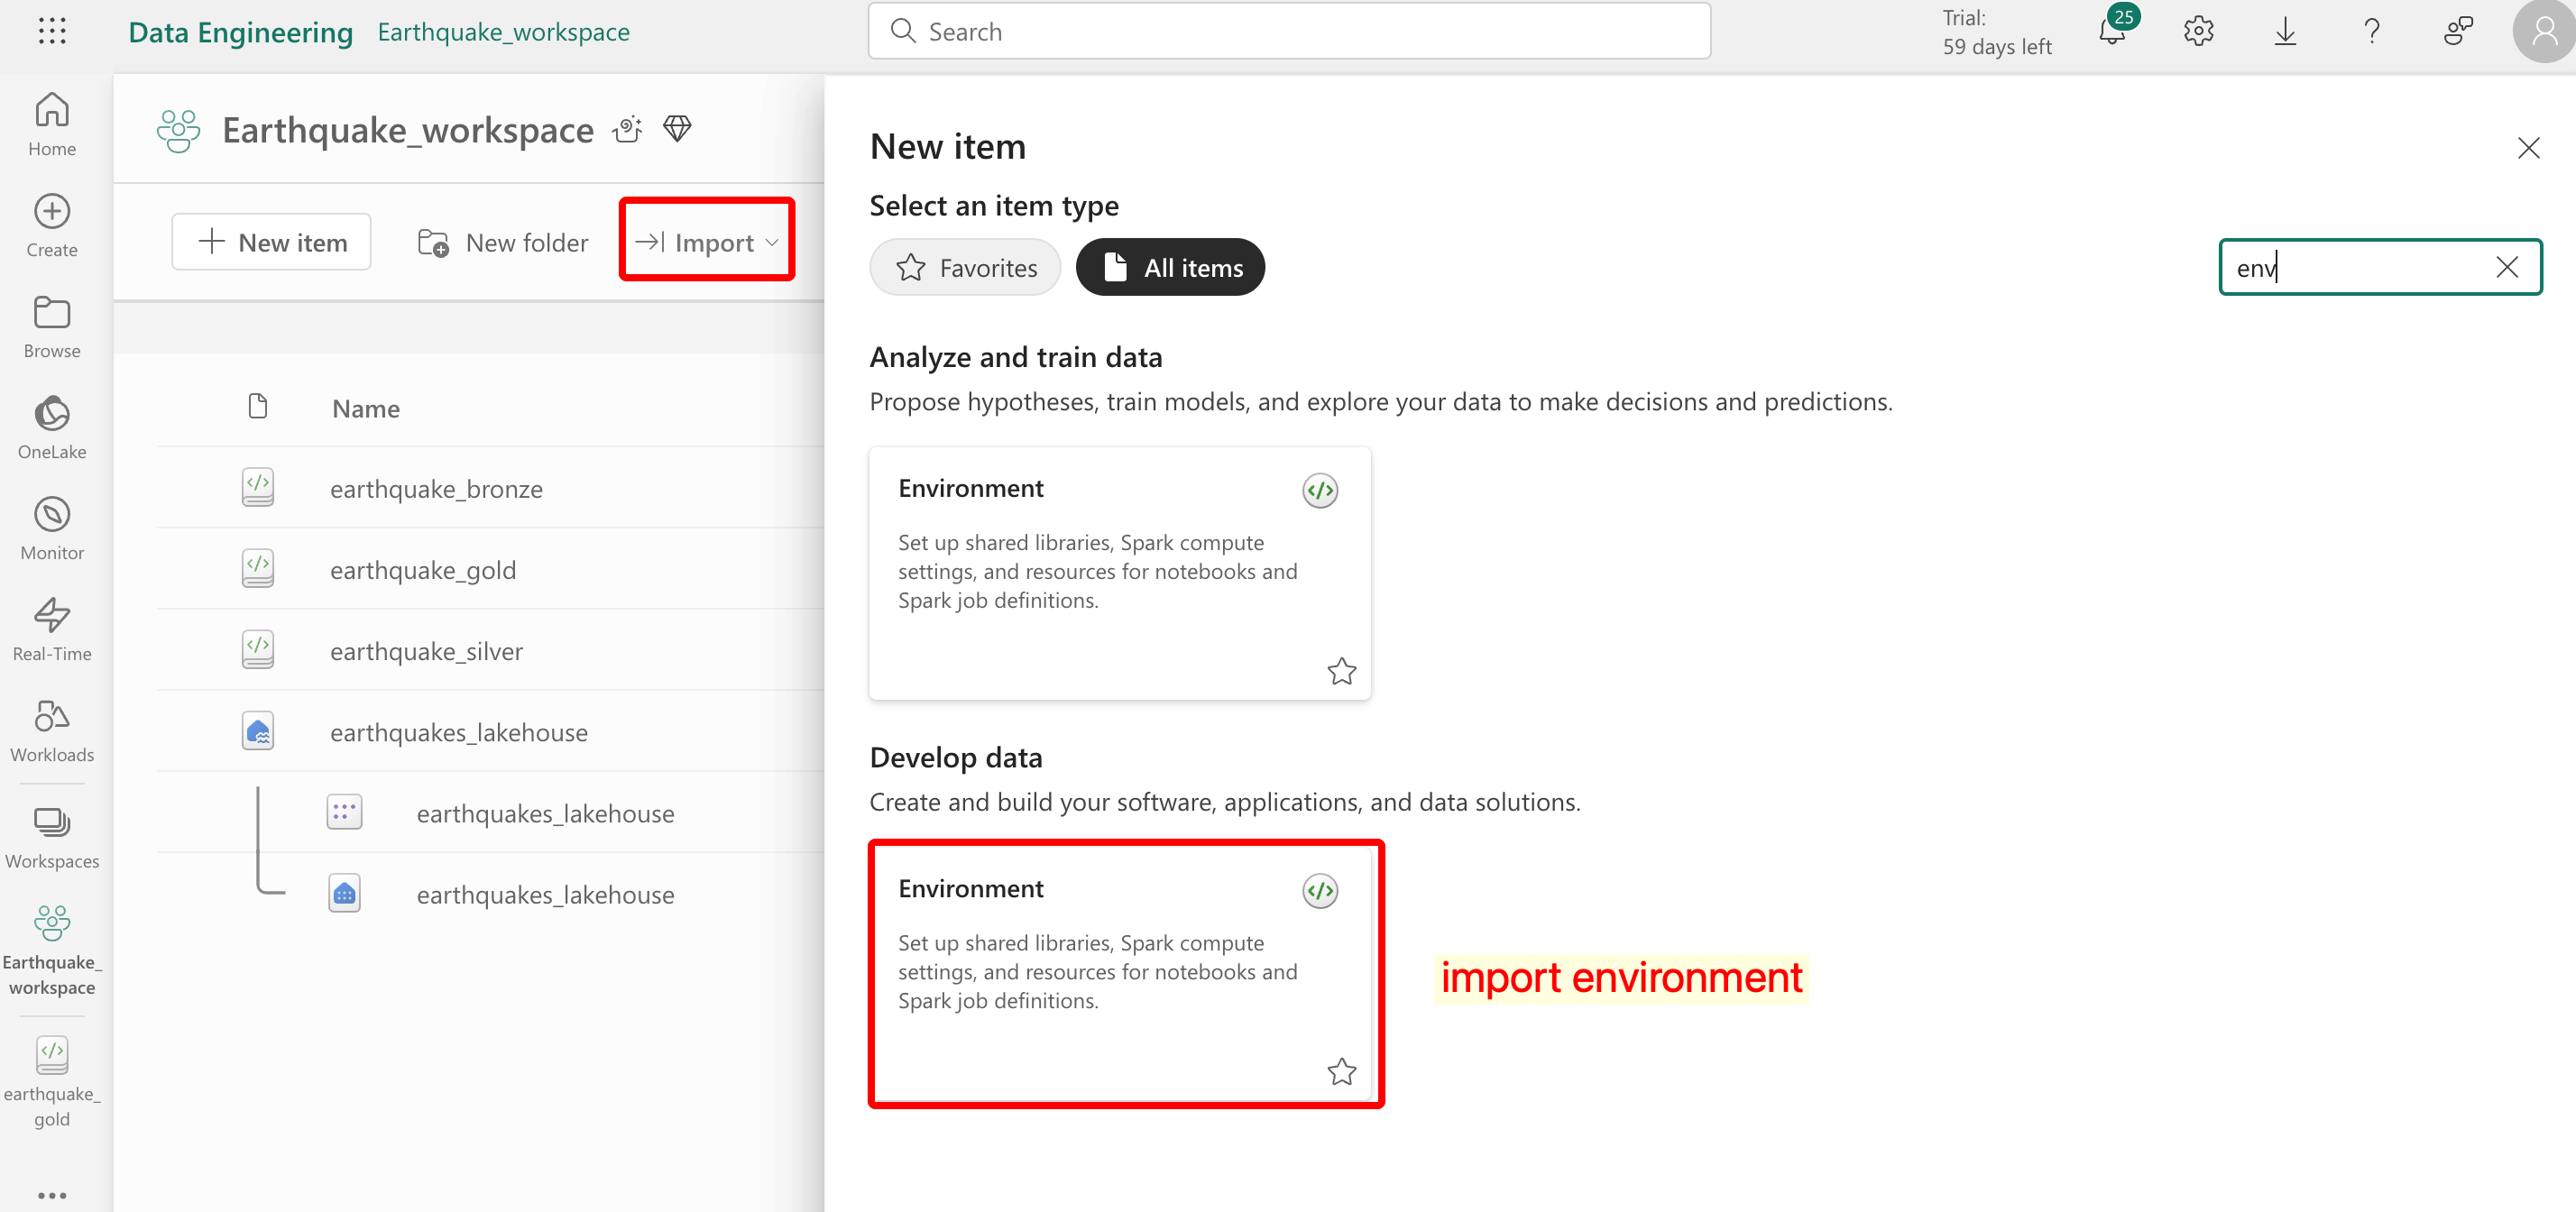 Data Engineering Earthquake_workspace
Search
Trial:
59 days left
25
Home
Create
Browse
OneLake
Monitor
Real-Time
Workloads
Workspaces
Earthquake_
workspace
earthquake_
gold
Earthquake_workspace
New item
New folder
Import
Name
earthquake_bronze
earthquake_gold
earthquake_silver
earthquakes_lakehouse
earthquakes_lakehouse
earthquakes_lakehouse
New item
Select an item type
Favorites
All items
env
Analyze and train data
Propose hypotheses, train models, and explore your data to make decisions and predictions.
Environment
Set up shared libraries, Spark compute
settings, and resources for notebooks and
Spark job definitions.
Develop data
Create and build your software, applications, and data solutions.
Environment
Set up shared libraries, Spark compute
settings, and resources for notebooks and
Spark job definitions.
import environment